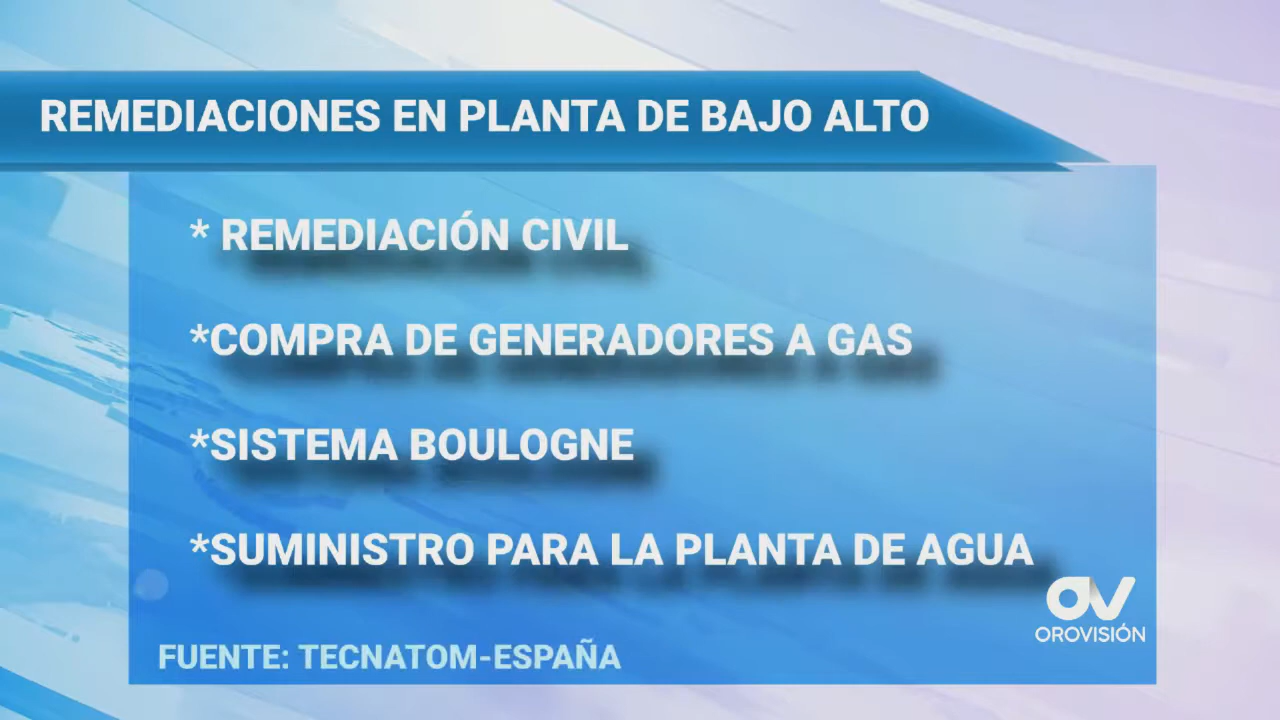 REMEDIACIONES EN PLANTA DE BAJO ALTO
* REMEDIACIÓN CIVIL
*COMPRA DE GENERADORES A GAS
*SISTEMA BOULOGNE
*SUMINISTRO PARA LA PLANTA DE AGUA
OV
OROVISIÓN
FUENTE: TECNATOM-ESPAÑA